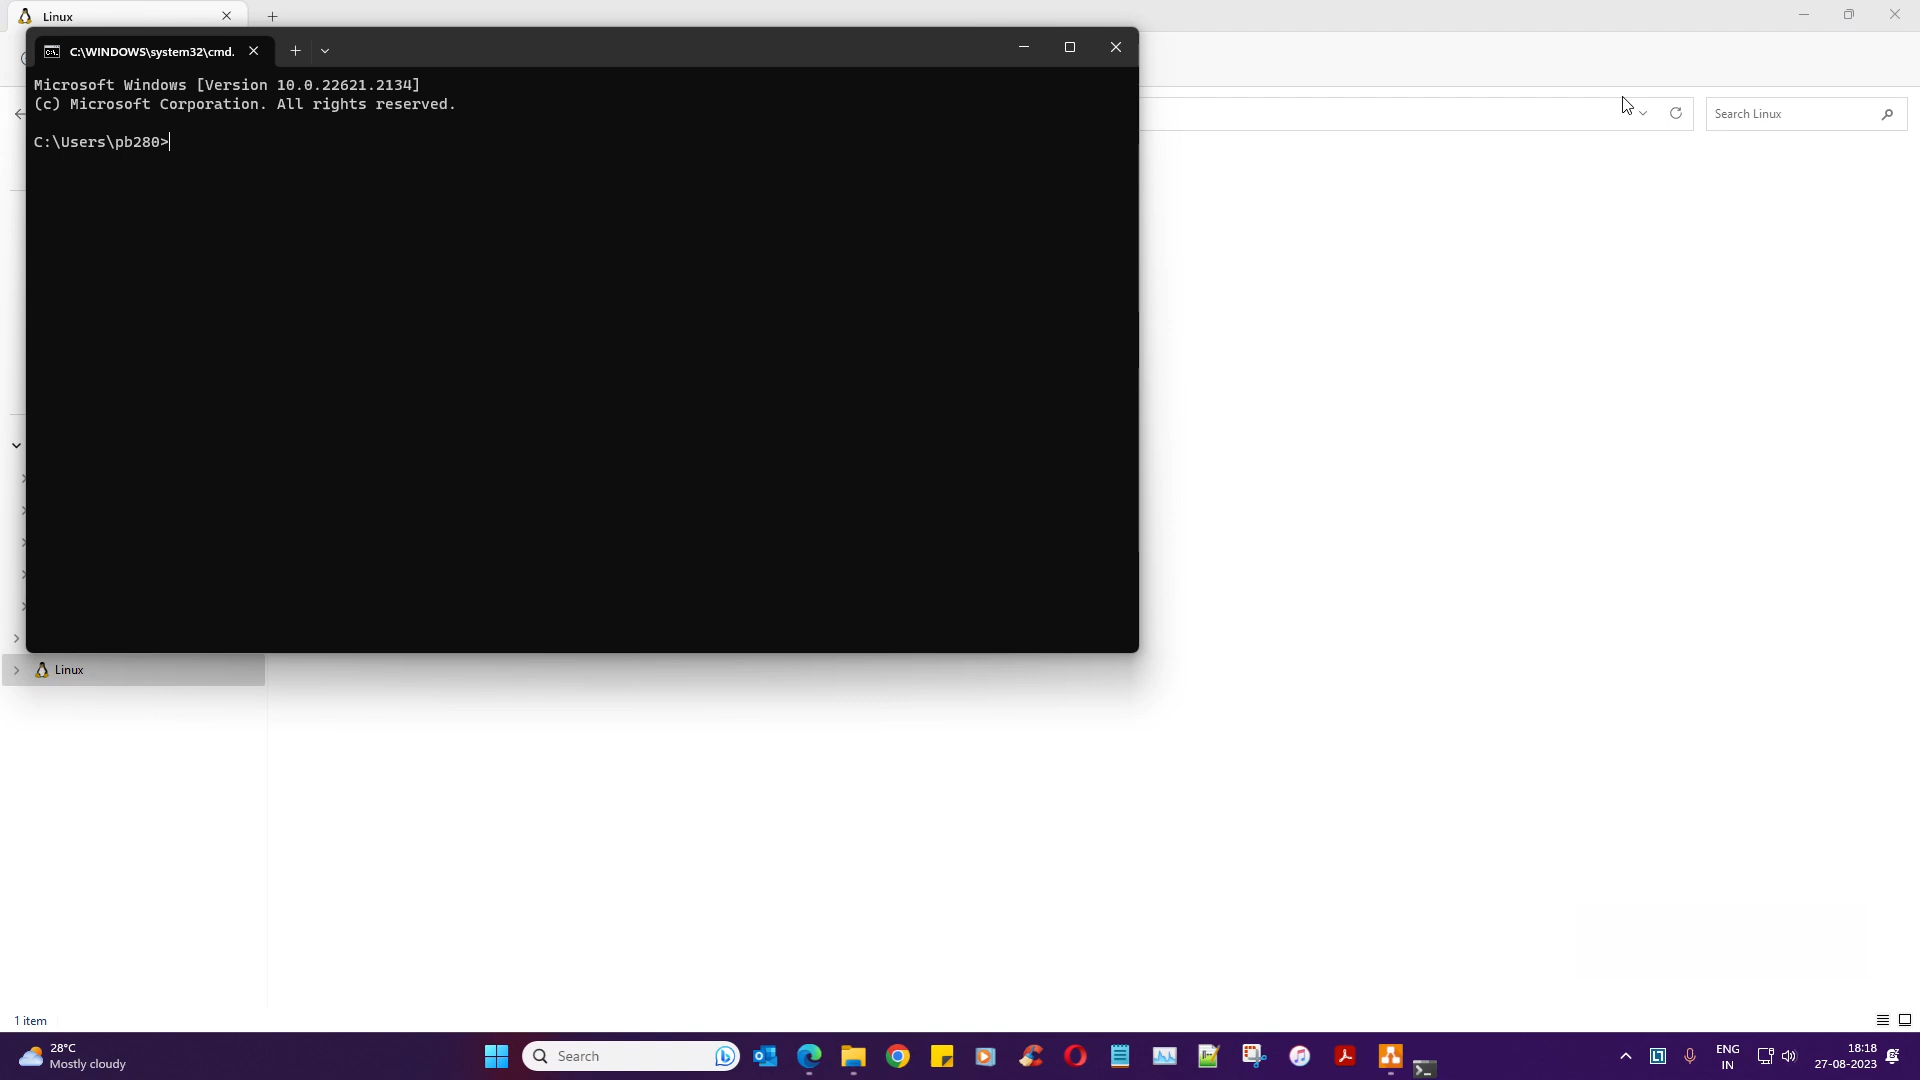 Linux
C:\WINDOWS\system32\cmd.
Microsoft Windows [Version 10.0.22621.2134]
(c) Microsoft Corporation. All rights reserved.
Search Linux
C:\Users\pb280>
Linux
1 item
28°C
Mostly cloudy
Search
ENG
IN
18:18
27-08-2023